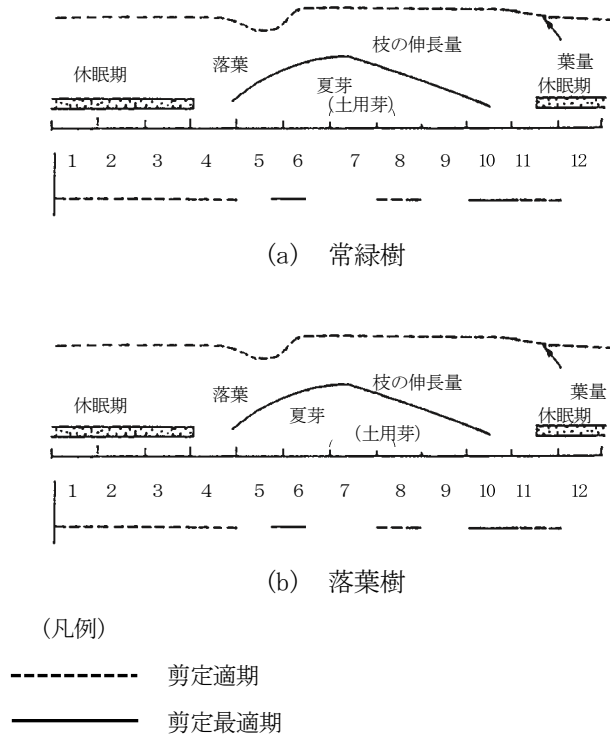 枝の伸長量
落葉
葉量
休眠期
夏芽
休眠期
(土用芽)
1 2 3 4 5 6 7 8 9 10 11 12
(a) 常緑樹
枝の伸長量
落葉
葉量
休眠期
夏芽
休眠期
(土用芽)
1 2 3 4 5 6 7 8 9 10 11 12
(b) 落葉樹
(凡例)
剪定適期
剪定最適期